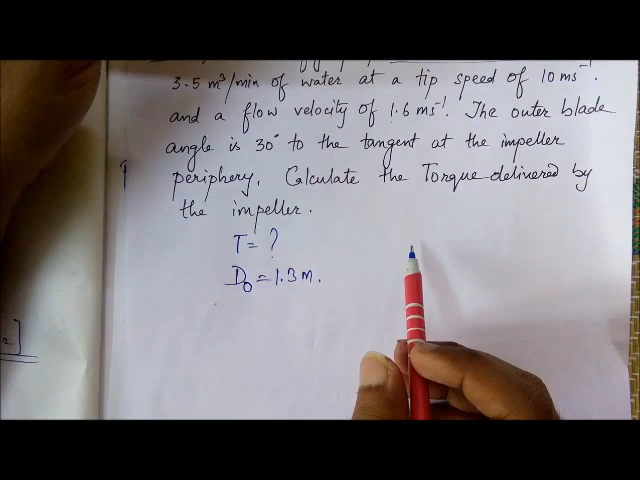 3.5 m³/min of water at a tip speed of 10 ms⁻¹.
and a flow velocity of 1.6 ms⁻¹. The outer blade
angle is 30° to the tangent at the impeller
periphery. Calculate the Torque delivered by
the impeller.
T = ?
D₀ = 1.3 m.